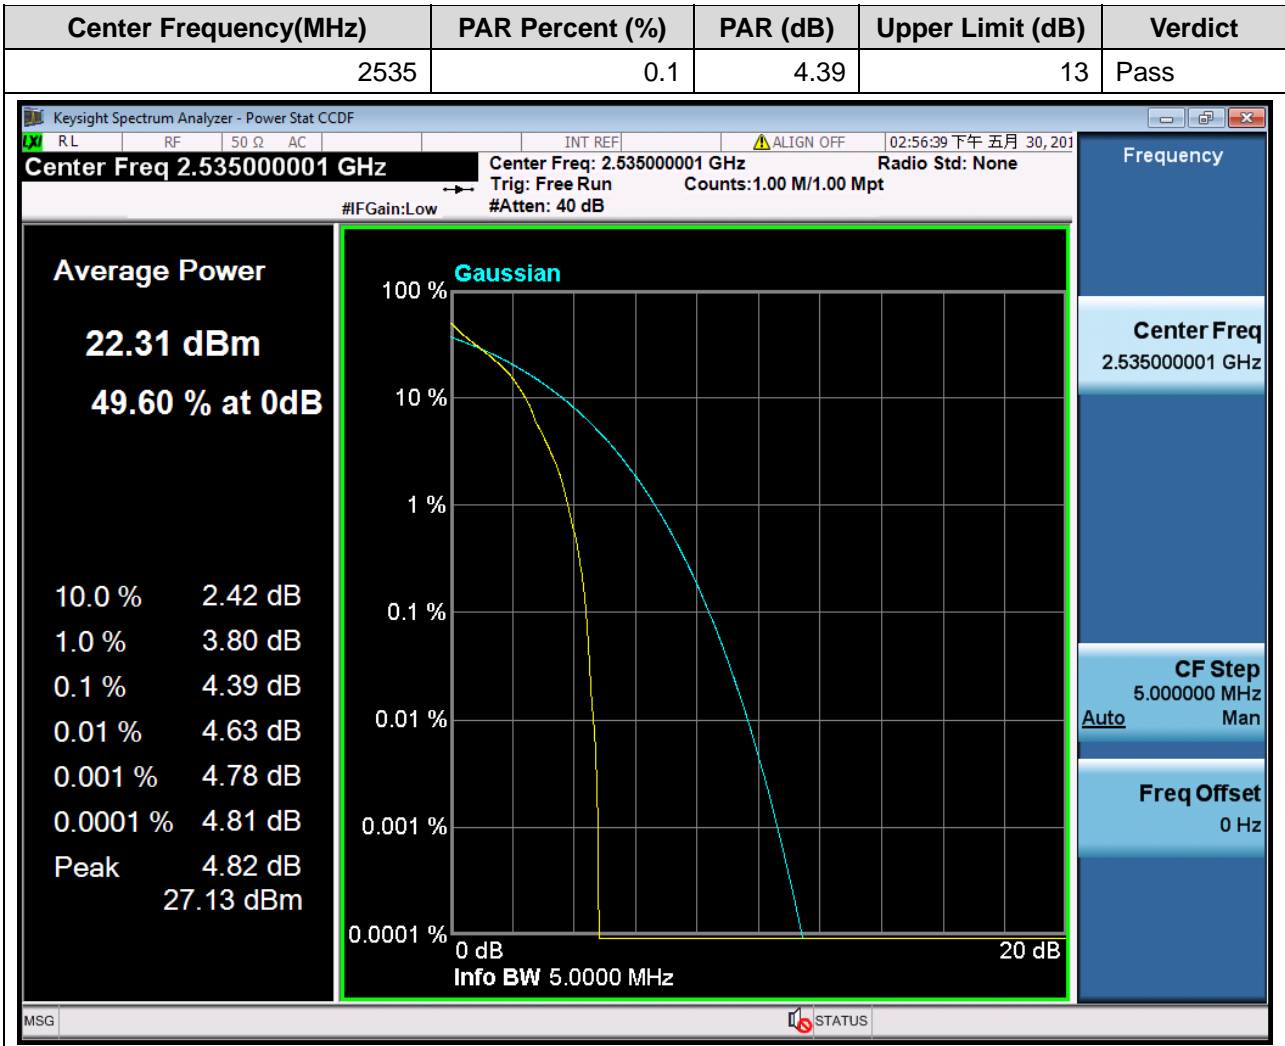 Center Frequency(MHz) PAR Percent (%) PAR (dB) Upper Limit (dB) Verdict
2535 0.1 4.39 13 Pass
Keysight Spectrum Analyzer - Power Stat CCDF
LXI RL RF 50 Ω AC INT REF ALIGN OFF 02:56:39 下午 五月 30, 201
Center Freq 2.535000001 GHz
Center Freq: 2.535000001 GHz Radio Std: None
Trig: Free Run Counts:1.00 M/1.00 Mpt
#IFGain:Low #Atten: 40 dB
Average Power
22.31 dBm
49.60 % at 0dB
10.0 % 2.42 dB
1.0 % 3.80 dB
0.1 % 4.39 dB
0.01 % 4.63 dB
0.001 % 4.78 dB
0.0001 % 4.81 dB
Peak 4.82 dB
27.13 dBm
Gaussian
100 %
10 %
1 %
0.1 %
0.01 %
0.001 %
0.0001 %
0 dB 20 dB
Info BW 5.0000 MHz
Frequency
Center Freq
2.535000001 GHz
CF Step
5.000000 MHz
Auto Man
Freq Offset
0 Hz
MSG STATUS